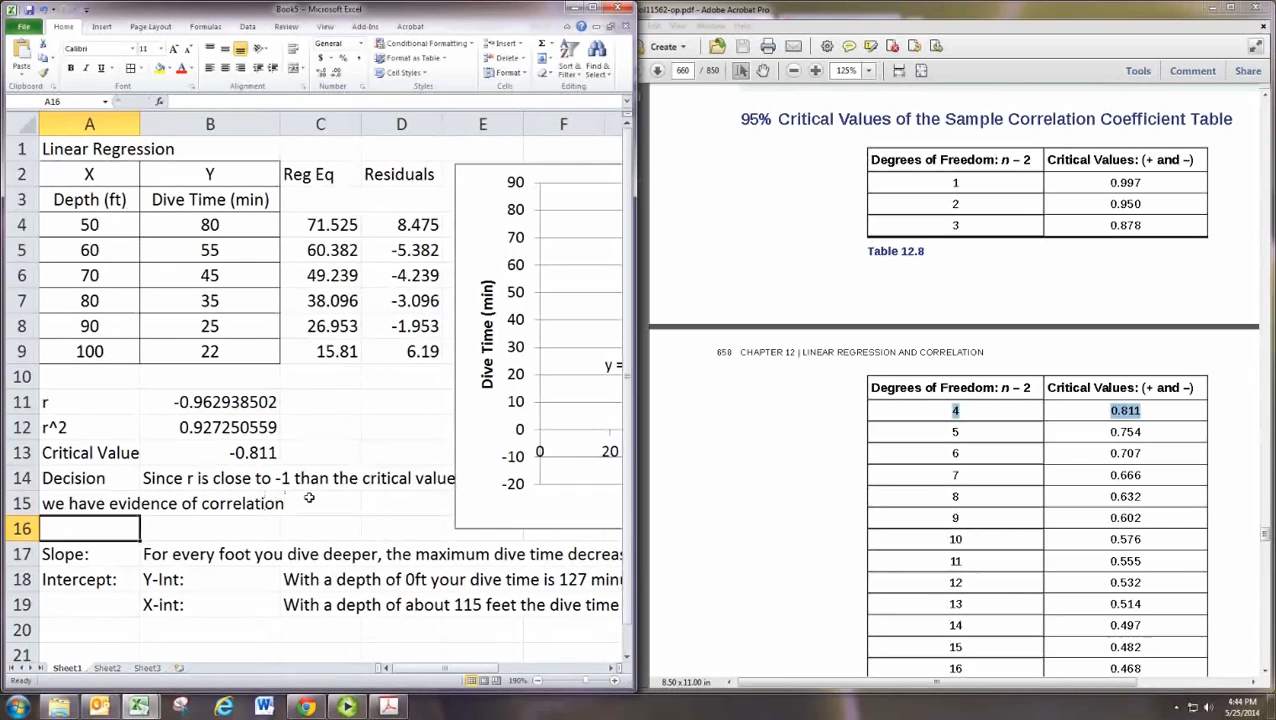 Book5 - Microsoft Excel
File Home Insert Page Layout Formulas Data Review View Add-Ins Acrobat
Paste
Calibri 11
General
Conditional Formatting
Format as Table
Cell Styles
Insert
Delete
Format
Sort & Filter
Find & Select
Clipboard Font Alignment Number Styles Cells Editing
A16 fx
A B C D E F
1 Linear Regression
2 X Y Reg Eq Residuals
3 Depth (ft) Dive Time (min)
4 50 80 71.525 8.475
5 60 55 60.382 -5.382
6 70 45 49.239 -4.239
7 80 35 38.096 -3.096
8 90 25 26.953 -1.953
9 100 22 15.81 6.19
10
11 r -0.962938502
12 r^2 0.927250559
13 Critical Value -0.811
14 Decision Since r is close to -1 than the critical value
15 we have evidence of correlation
16
17 Slope: For every foot you dive deeper, the maximum dive time decreas
18 Intercept: Y-Int: With a depth of 0ft your dive time is 127 minu
19 X-int: With a depth of about 115 feet the dive time
20
21
Dive Time (min)
90
80
70
60
50
40
30
20
10
0
-10
-20
0 20
y =
Sheet1 Sheet2 Sheet3
Ready 190%
ol11562-op.pdf - Adobe Acrobat Pro
Create
660 / 850 125%
Tools Comment Share
95% Critical Values of the Sample Correlation Coefficient Table
Degrees of Freedom: n – 2 Critical Values: (+ and –)
1 0.997
2 0.950
3 0.878
Table 12.8
658 CHAPTER 12 | LINEAR REGRESSION AND CORRELATION
Degrees of Freedom: n – 2 Critical Values: (+ and –)
4 0.811
5 0.754
6 0.707
7 0.666
8 0.632
9 0.602
10 0.576
11 0.555
12 0.532
13 0.514
14 0.497
15 0.482
16 0.468
8.50 x 11.00 in
4:44 PM
5/25/2014